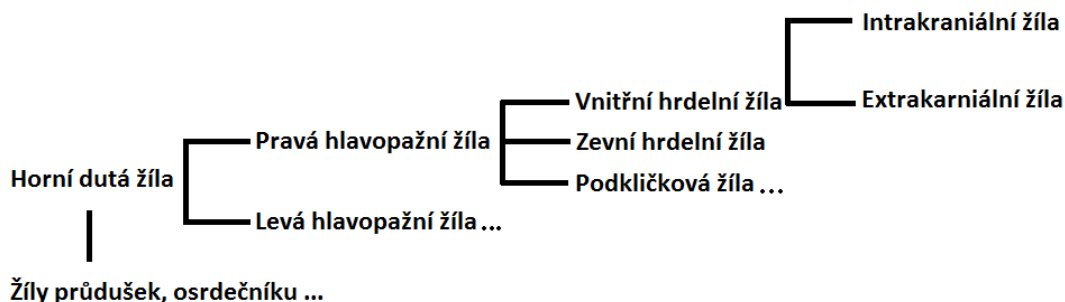 Intrakraniální žíla
Vnitřní hrdelní žíla
Extrakarniální žíla
Pravá hlavopažní žíla
Zevní hrdelní žíla
Horní dutá žíla
Podkličková žíla ...
Levá hlavopažní žíla ...
Žíly průdušek, osrdečníku ...